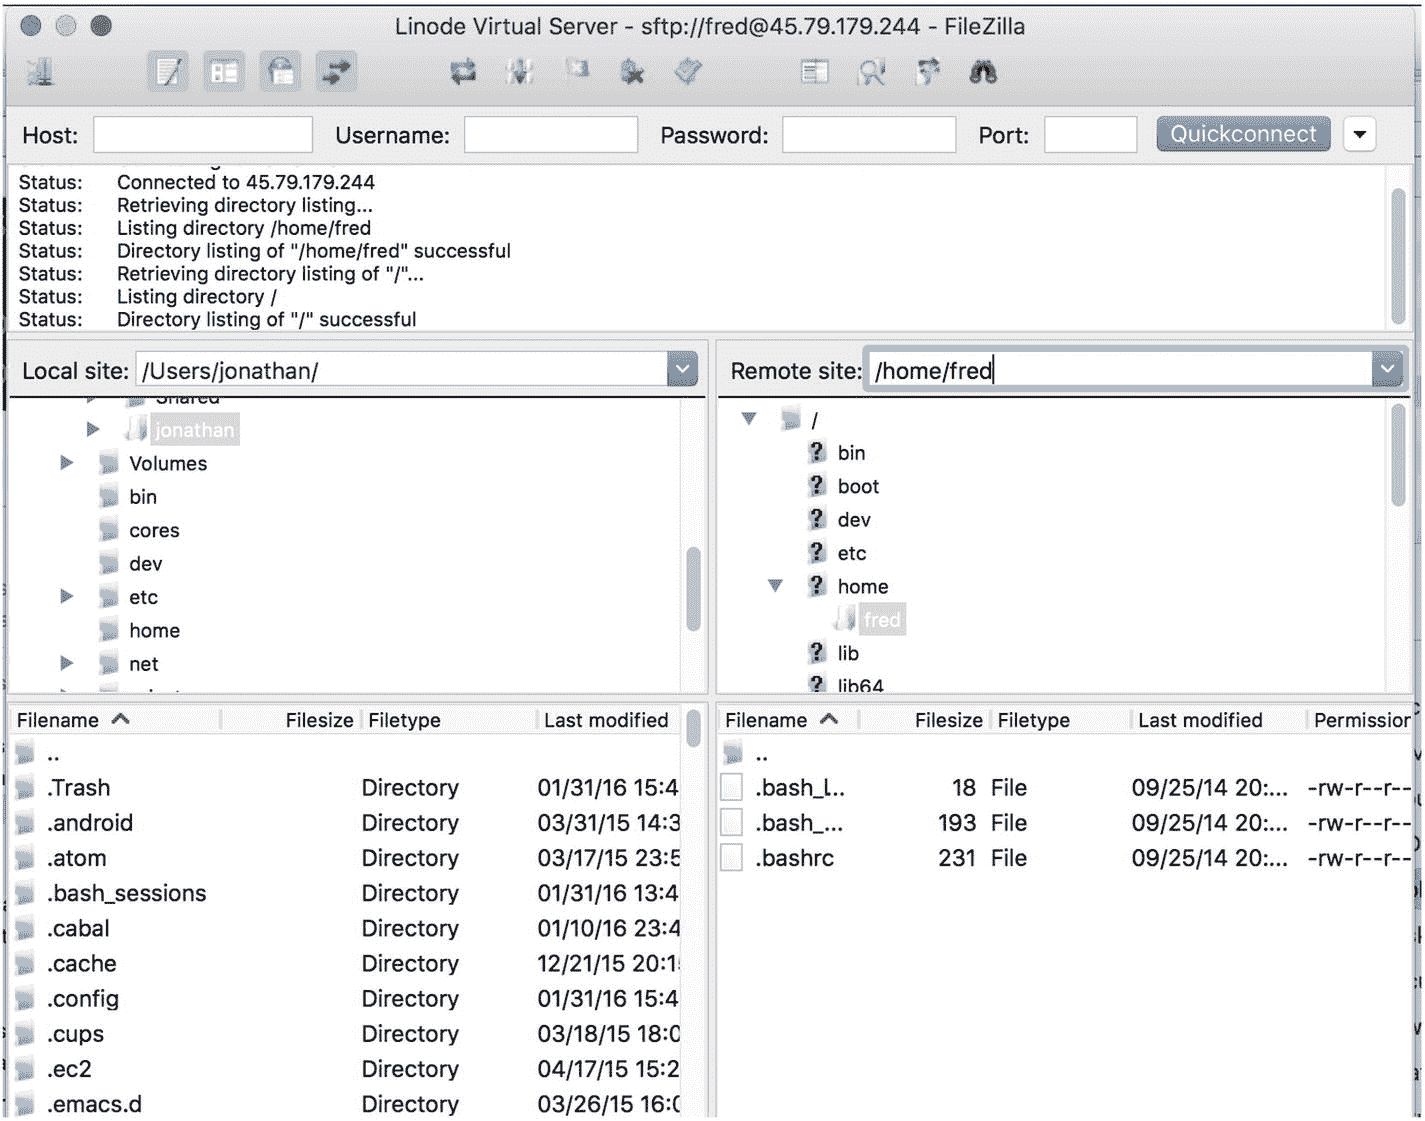 Linode Virtual Server - sftp://fred@45.79.179.244 - FileZilla
Host: Username: Password: Port: Quickconnect
Status: Connected to 45.79.179.244
Status: Retrieving directory listing...
Status: Listing directory /home/fred
Status: Directory listing of "/home/fred" successful
Status: Retrieving directory listing of "/"...
Status: Listing directory /
Status: Directory listing of "/" successful
Local site: /Users/jonathan/
Shared
jonathan
Volumes
bin
cores
dev
etc
home
net
Remote site: /home/fred
/
bin
boot
dev
etc
home
fred
lib
lib64
Filename Filesize Filetype Last modified
..
.Trash Directory 01/31/16 15:4
.android Directory 03/31/15 14:3
.atom Directory 03/17/15 23:5
.bash_sessions Directory 01/31/16 13:4
.cabal Directory 01/10/16 23:4
.cache Directory 12/21/15 20:1
.config Directory 01/31/16 15:4
.cups Directory 03/18/15 18:0
.ec2 Directory 04/17/15 15:2
.emacs.d Directory 03/26/15 16:0
Filename Filesize Filetype Last modified Permission
..
.bash_l... 18 File 09/25/14 20:... -rw-r--r--
.bash_... 193 File 09/25/14 20:... -rw-r--r--
.bashrc 231 File 09/25/14 20:... -rw-r--r--